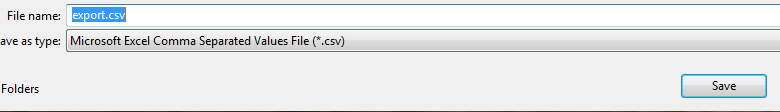 File name: export.csv
ave as type: Microsoft Excel Comma Separated Values File (*.csv)
Folders
Save